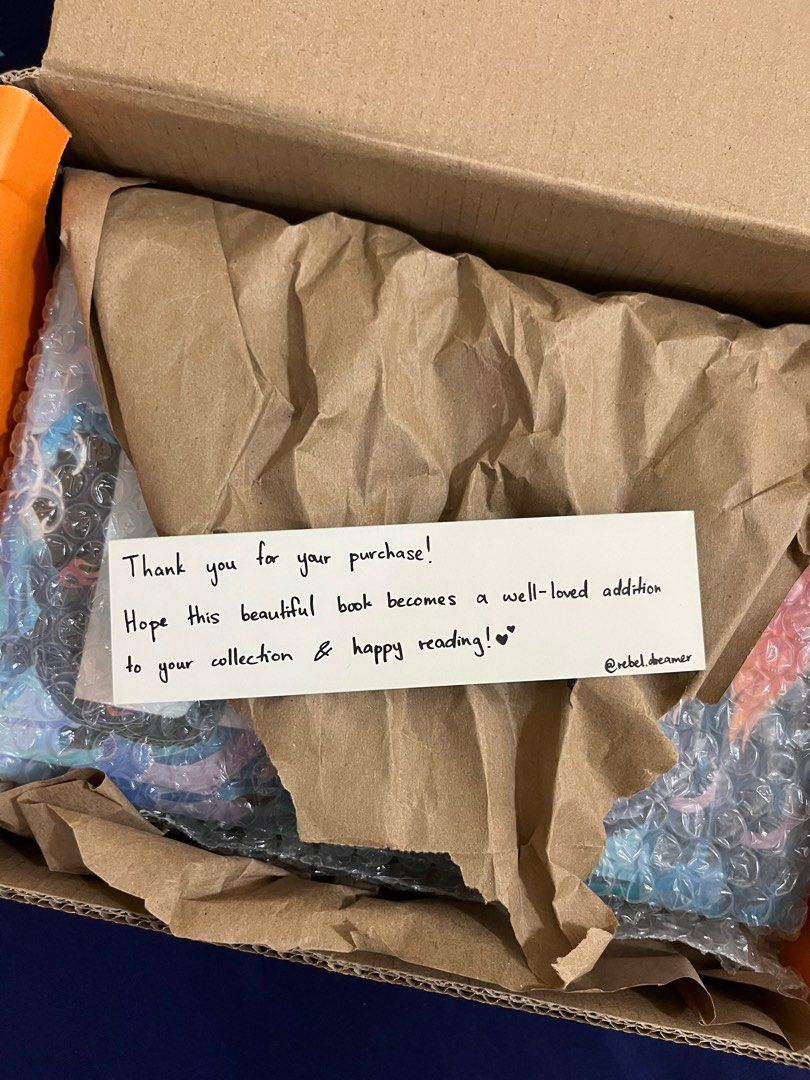 Thank you for your purchase!
Hope this beautiful book becomes a well-loved addition
to your collection & happy reading!🖤🖤
@rebel.dreamer